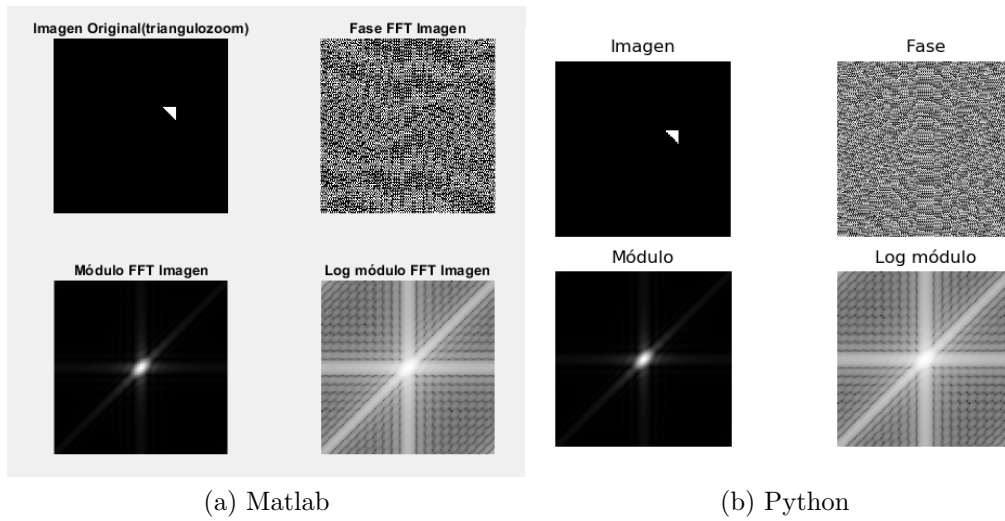 Imagen Original(triangulozoom)
Fase FFT Imagen
Módulo FFT Imagen
Log módulo FFT Imagen
(a) Matlab
Imagen
Fase
Módulo
Log módulo
(b) Python